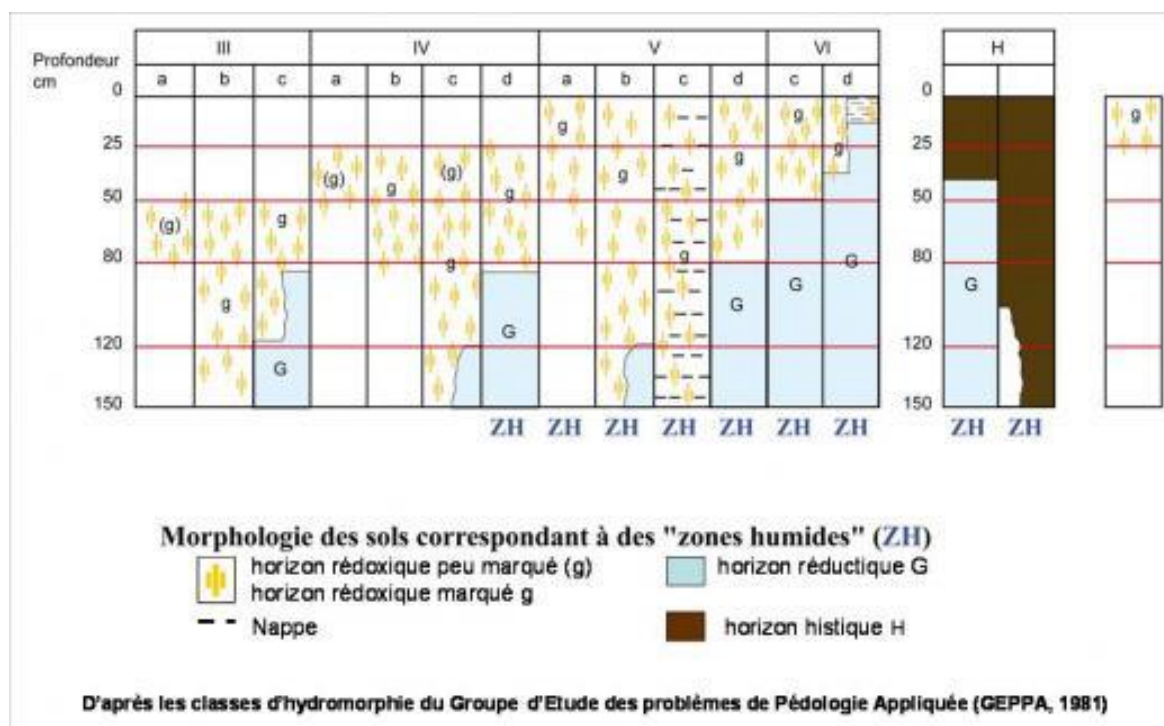 III IV V VI H
Profondeur
cm
a b c a b c d a b c d c d
0 0
g g g
25 25
(g) g (g) g g g g
50 50
(g) g g
80 80
g g g G G G G G
120 120
G
150 150
ZH ZH ZH ZH ZH ZH ZH ZH ZH
Morphologie des sols correspondant à des "zones humides" (ZH)
horizon rédoxique peu marqué (g) horizon réductique G
horizon rédoxique marqué g
Nappe horizon histique H
D'après les classes d'hydromorphie du Groupe d'Etude des problèmes de Pédologie Appliquée (GEPPA, 1981)